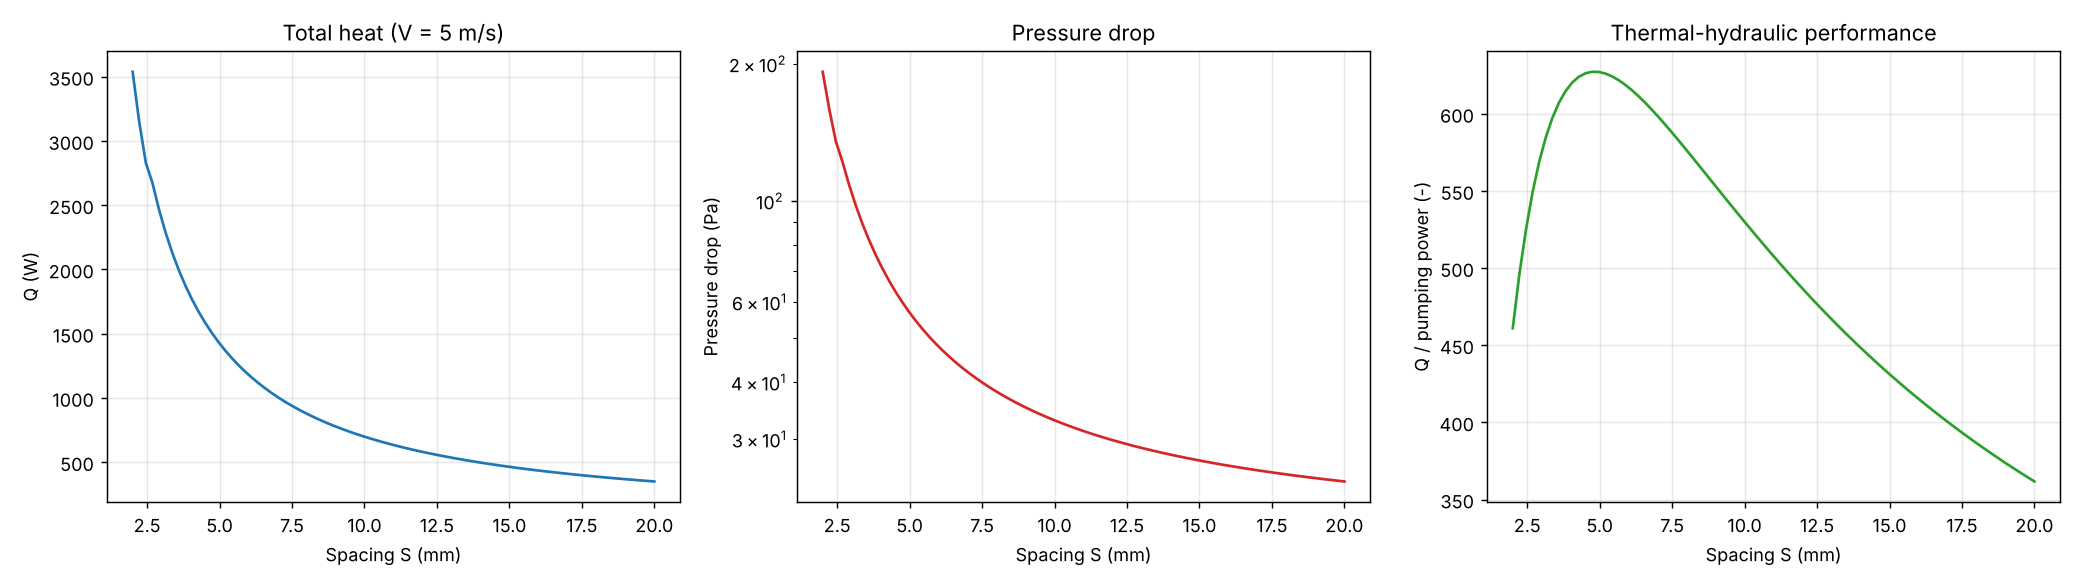 Total heat (V = 5 m/s)
Q (W)
3500
3000
2500
2000
1500
1000
500
2.5 5.0 7.5 10.0 12.5 15.0 17.5 20.0
Spacing S (mm)
Pressure drop
Pressure drop (Pa)
2 × 10²
10²
6 × 10¹
4 × 10¹
3 × 10¹
2.5 5.0 7.5 10.0 12.5 15.0 17.5 20.0
Spacing S (mm)
Thermal-hydraulic performance
Q / pumping power (-)
600
550
500
450
400
350
2.5 5.0 7.5 10.0 12.5 15.0 17.5 20.0
Spacing S (mm)